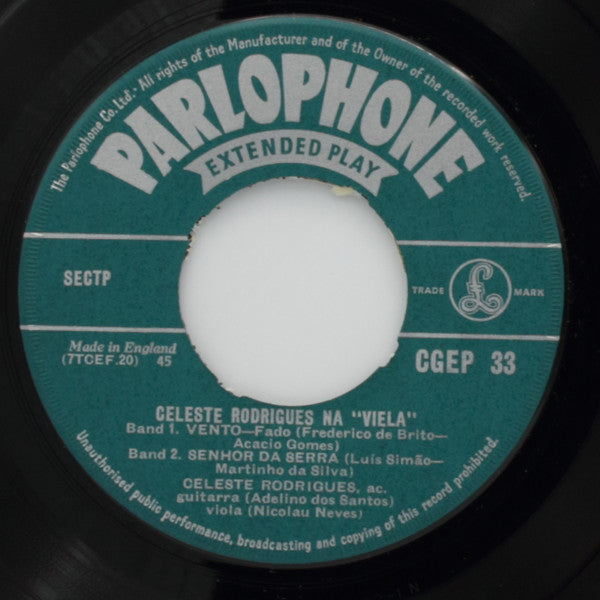 The Parlophone Co. Ltd.· All rights of the Manufacturer and of the Owner of the recorded work reserved.
PARLOPHONE
EXTENDED PLAY
SECTP
TRADE £ MARK
Made in England
(7TCEF.20) 45
CGEP 33
CELESTE RODRIGUES NA "VIELA"
Band 1. VENTO—Fado (Frederico de Brito—
Acacio Gomes)
Band 2. SENHOR DA SERRA (Luís Simão—
Martinho da Silva)
CELESTE RODRIGUES, ac.
guitarra (Adelino dos Santos)
viola (Nicolau Neves)
Unauthorised public performance, broadcasting and copying of this record prohibited.